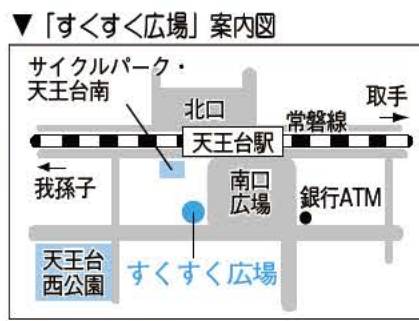 ▼「すくすく広場」案内図
サイクルパーク・
天王台南
北口
取手
常磐線
→
天王台駅
←
我孫子
南口
広場
銀行ATM
天王台
西公園
すくすく広場